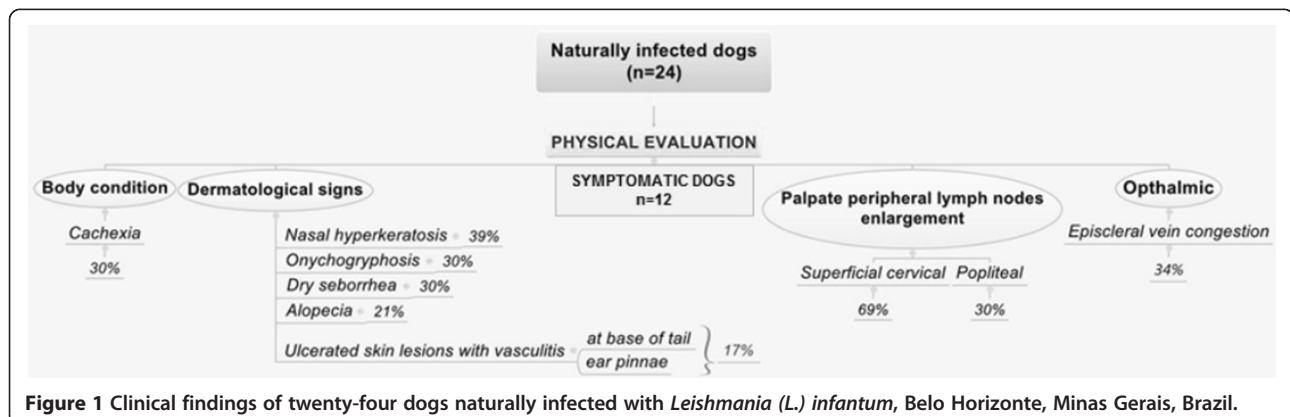 Naturally infected dogs
(n=24)
PHYSICAL EVALUATION
SYMPTOMATIC DOGS
n=12
Body condition
Cachexia
30%
Dermatological signs
Nasal hyperkeratosis 39%
Onychogryphosis 30%
Dry seborrhea 30%
Alopecia 21%
Ulcerated skin lesions with vasculitis
at base of tail
ear pinnae
17%
Palpate peripheral lymph nodes
enlargement
Superficial cervical
69%
Popliteal
30%
Opthalmic
Episcleral vein congestion
34%
Figure 1 Clinical findings of twenty-four dogs naturally infected with Leishmania (L.) infantum, Belo Horizonte, Minas Gerais, Brazil.